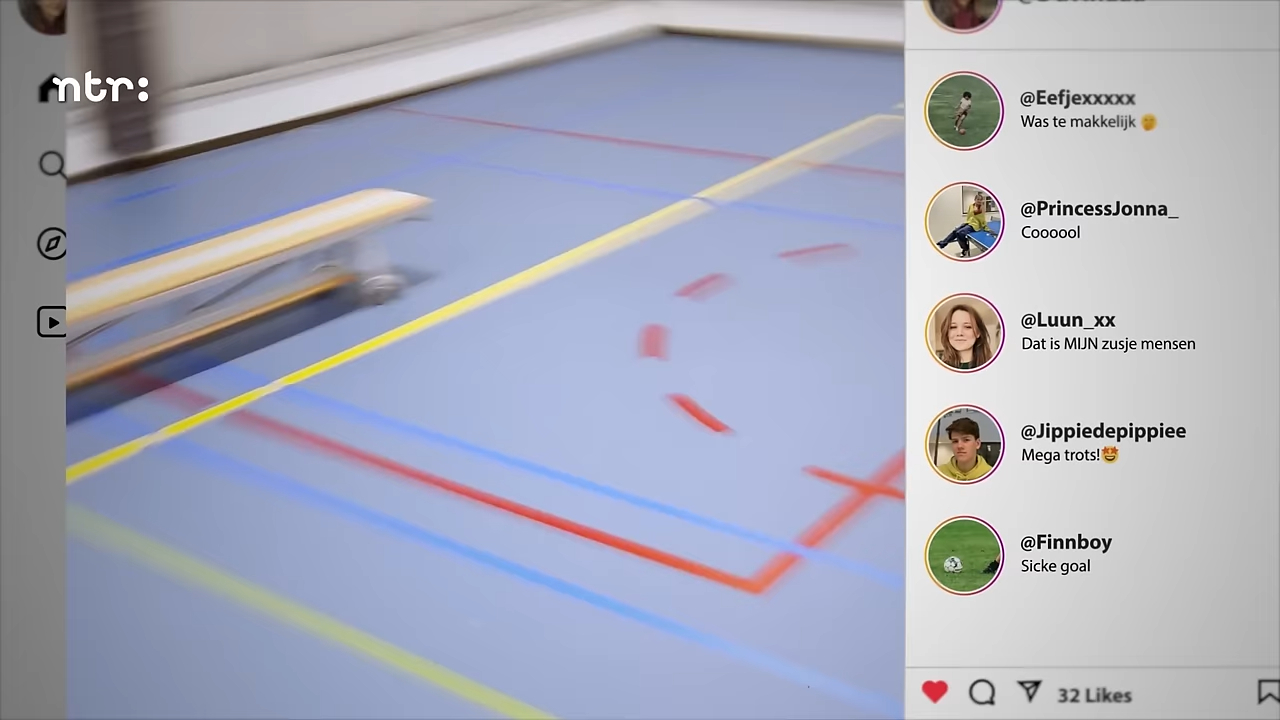 ntr:
@Eefjexxxxx
Was te makkelijk 🤭
@PrincessJonna_
Coooool
@Luun_xx
Dat is MIJN zusje mensen
@Jippiedepippiee
Mega trots!🤩
@Finnboy
Sicke goal
32 Likes